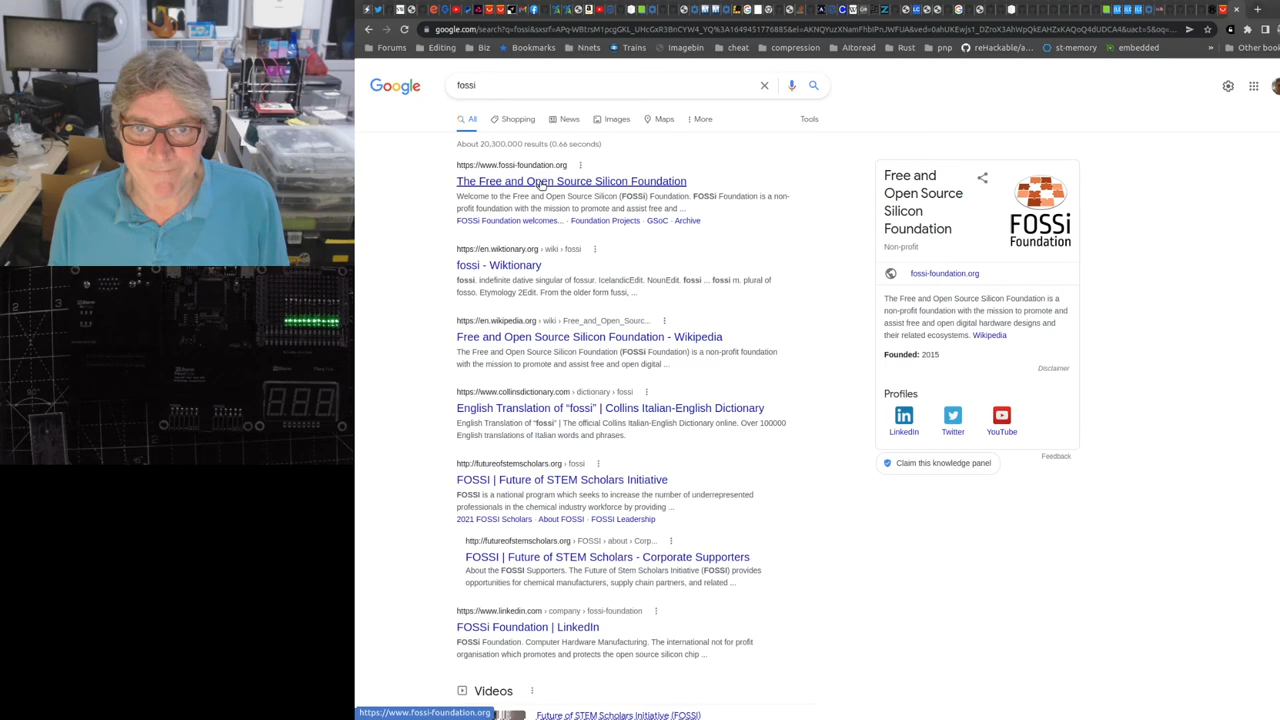 google.com/search?q=fossi&sxsrf=APq-WBtrsM1pcgGKL_UHcGxR3BnCYYW4_YQ%3A1649451776885&ei=
Forums
Editing
Biz
Bookmarks
Nnets
Trains
Imagebin
cheat
compression
AItoread
Rust
pnp
reHackable/a...
st-memory
embedded
»
Other book
Google
fossi
All
Shopping
News
Images
Maps
More
Tools
About 20,300,000 results (0.66 seconds)
https://www.fossi-foundation.org
The Free and Open Source Silicon Foundation
Welcome to the Free and Open Source Silicon (FOSSi) Foundation. FOSSi Foundation is a non-
profit foundation with the mission to promote and assist free and ...
FOSSi Foundation welcomes... · Foundation Projects · GSoC · Archive
https://en.wiktionary.org › wiki › fossi
fossi - Wiktionary
fossi. indefinite dative singular of fossur. IcelandicEdit. NounEdit. fossi ... fossi m. plural of
fosso. Etymology 2Edit. From the older form fussi, ...
https://en.wikipedia.org › wiki › Free_and_Open_Sourc...
Free and Open Source Silicon Foundation - Wikipedia
The Free and Open Source Silicon Foundation (FOSSi Foundation) is a non-profit foundation
with the mission to promote and assist free and open digital ...
https://www.collinsdictionary.com › dictionary › fossi
English Translation of “fossi” | Collins Italian-English Dictionary
English Translation of “fossi” | The official Collins Italian-English Dictionary online. Over 100000
English translations of Italian words and phrases.
http://futureofstemscholars.org › fossi
FOSSI | Future of STEM Scholars Initiative
FOSSI is a national program which seeks to increase the number of underrepresented
professionals in the chemical industry workforce by providing ...
2021 FOSSI Scholars · About FOSSI · FOSSI Leadership
http://futureofstemscholars.org › FOSSI › about › Corp...
FOSSI | Future of STEM Scholars - Corporate Supporters
About the FOSSI Supporters. The Future of Stem Scholars Initiative (FOSSI) provides
opportunities for chemical manufacturers, supply chain partners, and related ...
https://www.linkedin.com › company › fossi-foundation
FOSSi Foundation | LinkedIn
FOSSi Foundation. Computer Hardware Manufacturing. The international not for profit
organisation which promotes and protects the open source silicon chip ...
Videos
Future of STEM Scholars Initiative (FOSSI)
https://www.fossi-foundation.org
Free and
Open Source
Silicon
Foundation
Non-profit
FOSSi
Foundation
fossi-foundation.org
The Free and Open Source Silicon Foundation is a
non-profit foundation with the mission to promote and
assist free and open digital hardware designs and
their related ecosystems. Wikipedia
Founded: 2015
Disclaimer
Profiles
LinkedIn
Twitter
YouTube
Feedback
Claim this knowledge panel